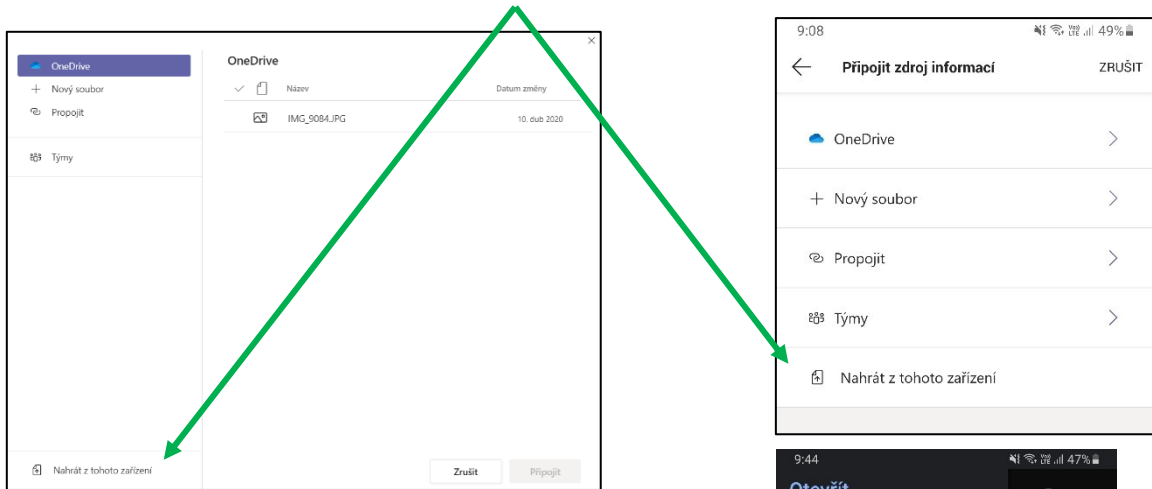 OneDrive
Nový soubor
Propojit
Týmy
Nahrát z tohoto zařízení
OneDrive
Název Datum změny
IMG_9084.JPG 10. dub 2020
Zrušit Připojit
9:08 49%
Připojit zdroj informací ZRUŠIT
OneDrive
Nový soubor
Propojit
Týmy
Nahrát z tohoto zařízení
9:44 47%
Otevřít